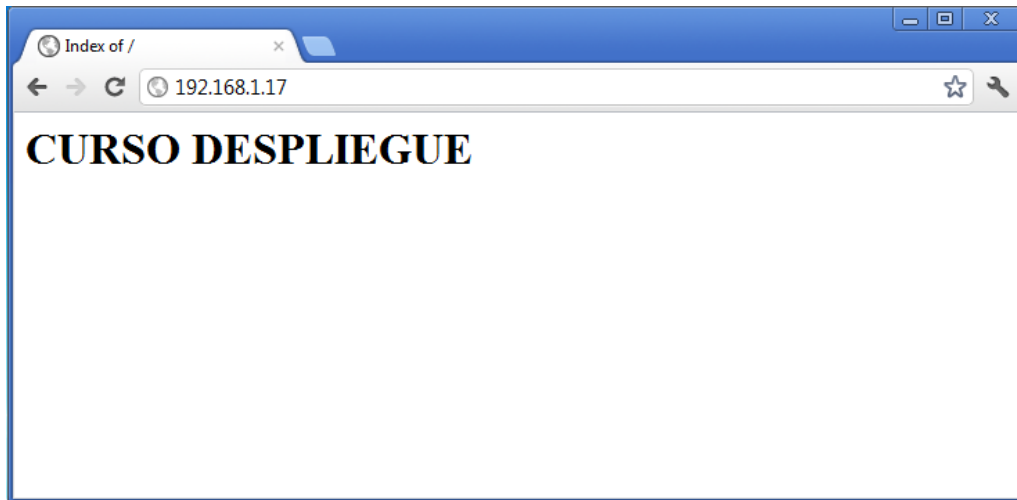 Index of /
192.168.1.17
CURSO DESPLIEGUE